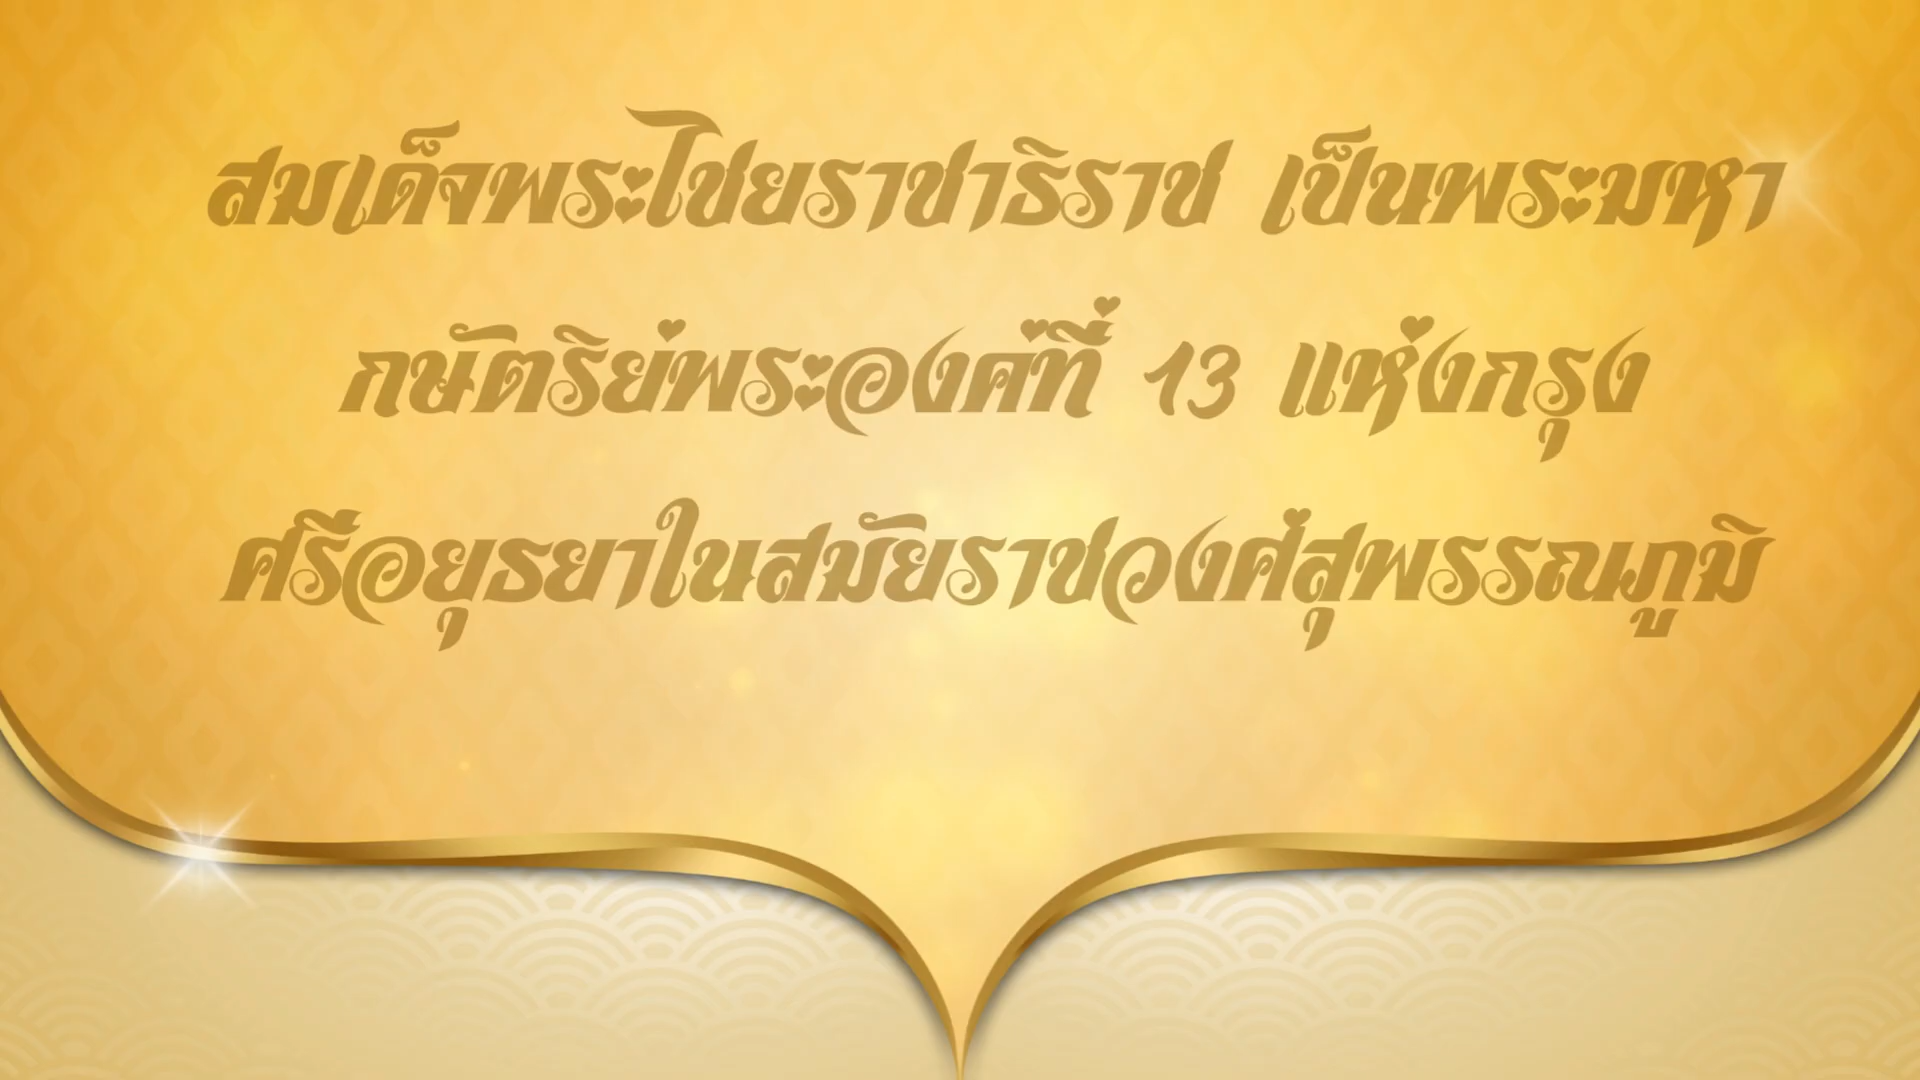 สมเด็จพระไชยราชาธิราช เป็นพระมหา
กษัตริย์พระองค์ที่ 13 แห่งกรุง
ศรีอยุธยาในสมัยราชวงศ์สุพรรณภูมิ